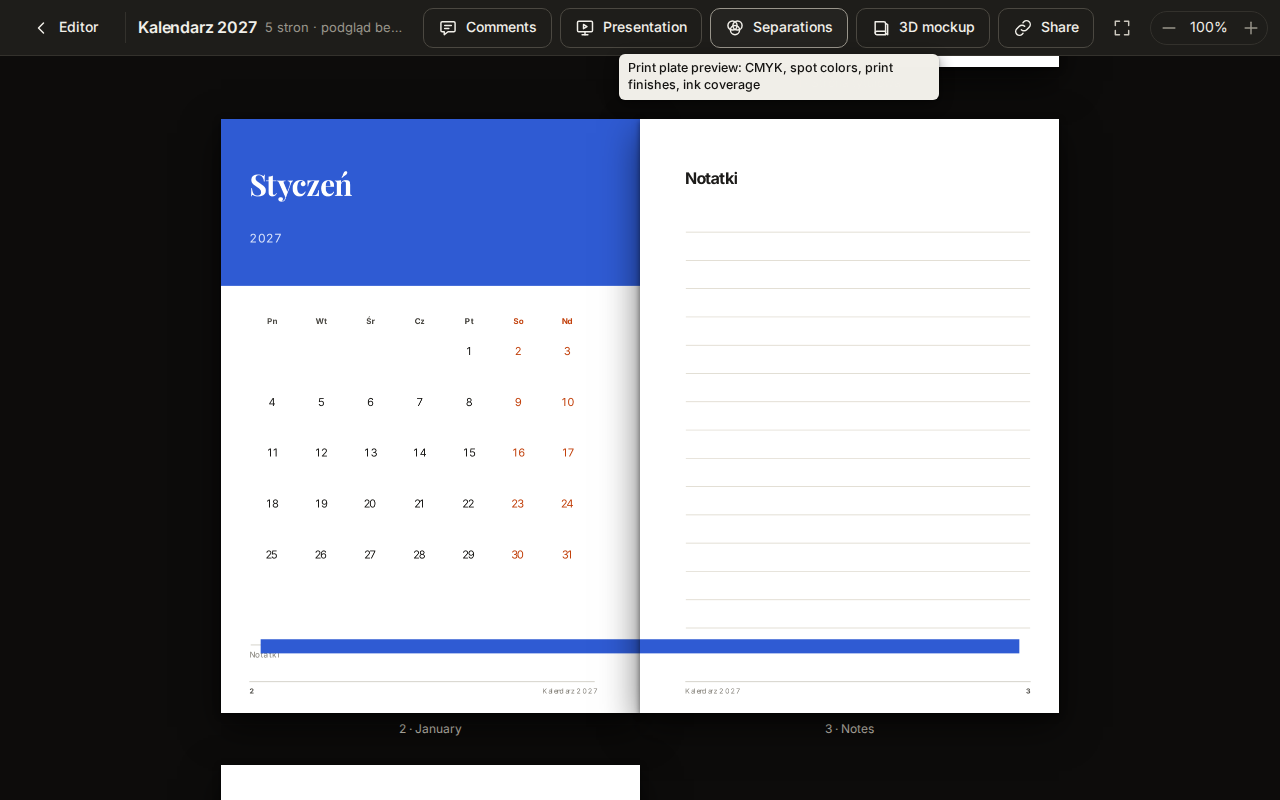 Editor
Kalendarz 2027 5 stron · podgląd be...
Comments
Presentation
Separations
3D mockup
Share
100%
Print plate preview: CMYK, spot colors, print
finishes, ink coverage
Styczeń
2027
Pn Wt Śr Cz Pt So Nd
1 2 3
4 5 6 7 8 9 10
11 12 13 14 15 16 17
18 19 20 21 22 23 24
25 26 27 28 29 30 31
Notatki
2 Kalendarz 2027
Notatki
Kalendarz 2027 3
2 · January
3 · Notes